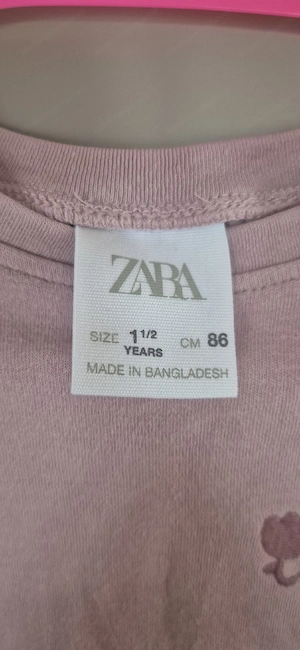 ZARA
SIZE 1 1/2 YEARS CM 86
MADE IN BANGLADESH